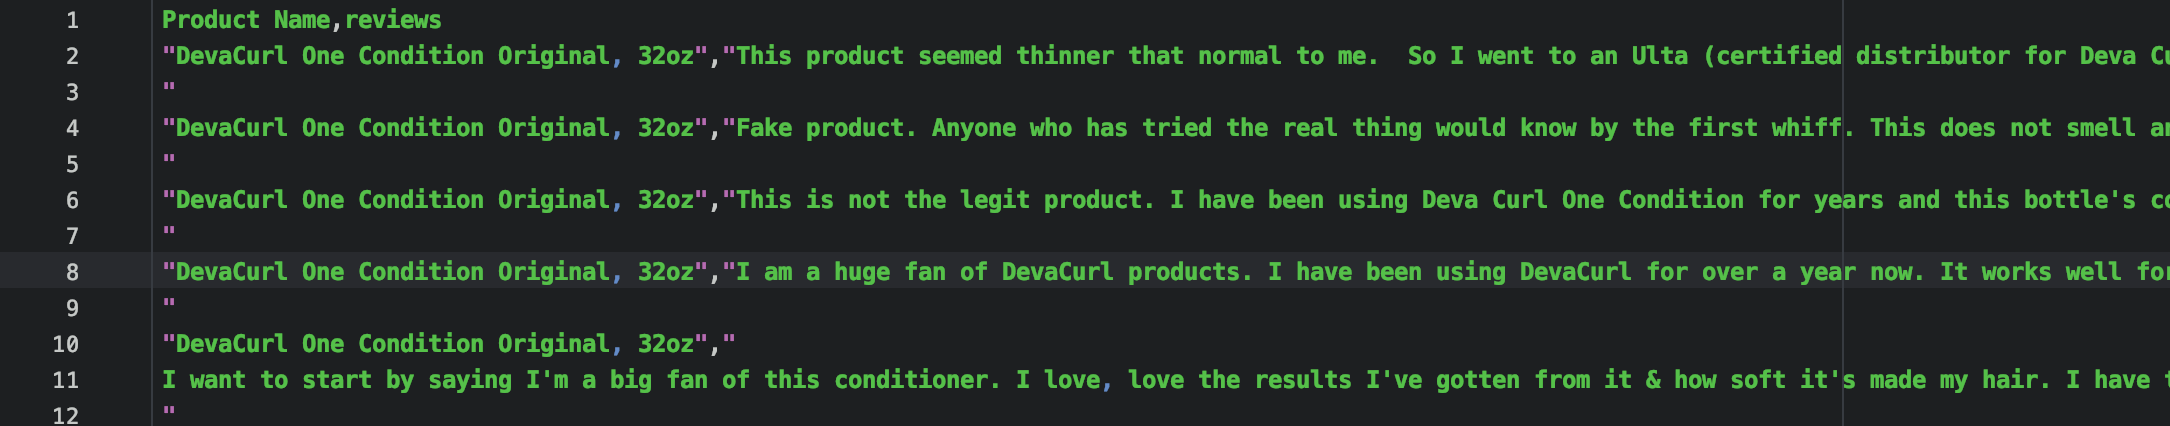 1 Product Name,reviews
2 "DevaCurl One Condition Original, 32oz","This product seemed thinner that normal to me.  So I went to an Ulta (certified distributor for Deva
3 "
4 "DevaCurl One Condition Original, 32oz","Fake product. Anyone who has tried the real thing would know by the first whiff. This does not smell
5 "
6 "DevaCurl One Condition Original, 32oz","This is not the legit product. I have been using Deva Curl One Condition for years and this bottle's
7 "
8 "DevaCurl One Condition Original, 32oz","I am a huge fan of DevaCurl products. I have been using DevaCurl for over a year now. It works well for
9 "
10 "DevaCurl One Condition Original, 32oz","
11 I want to start by saying I'm a big fan of this conditioner. I love, love the results I've gotten from it & how soft it's made my hair. I have
12 "